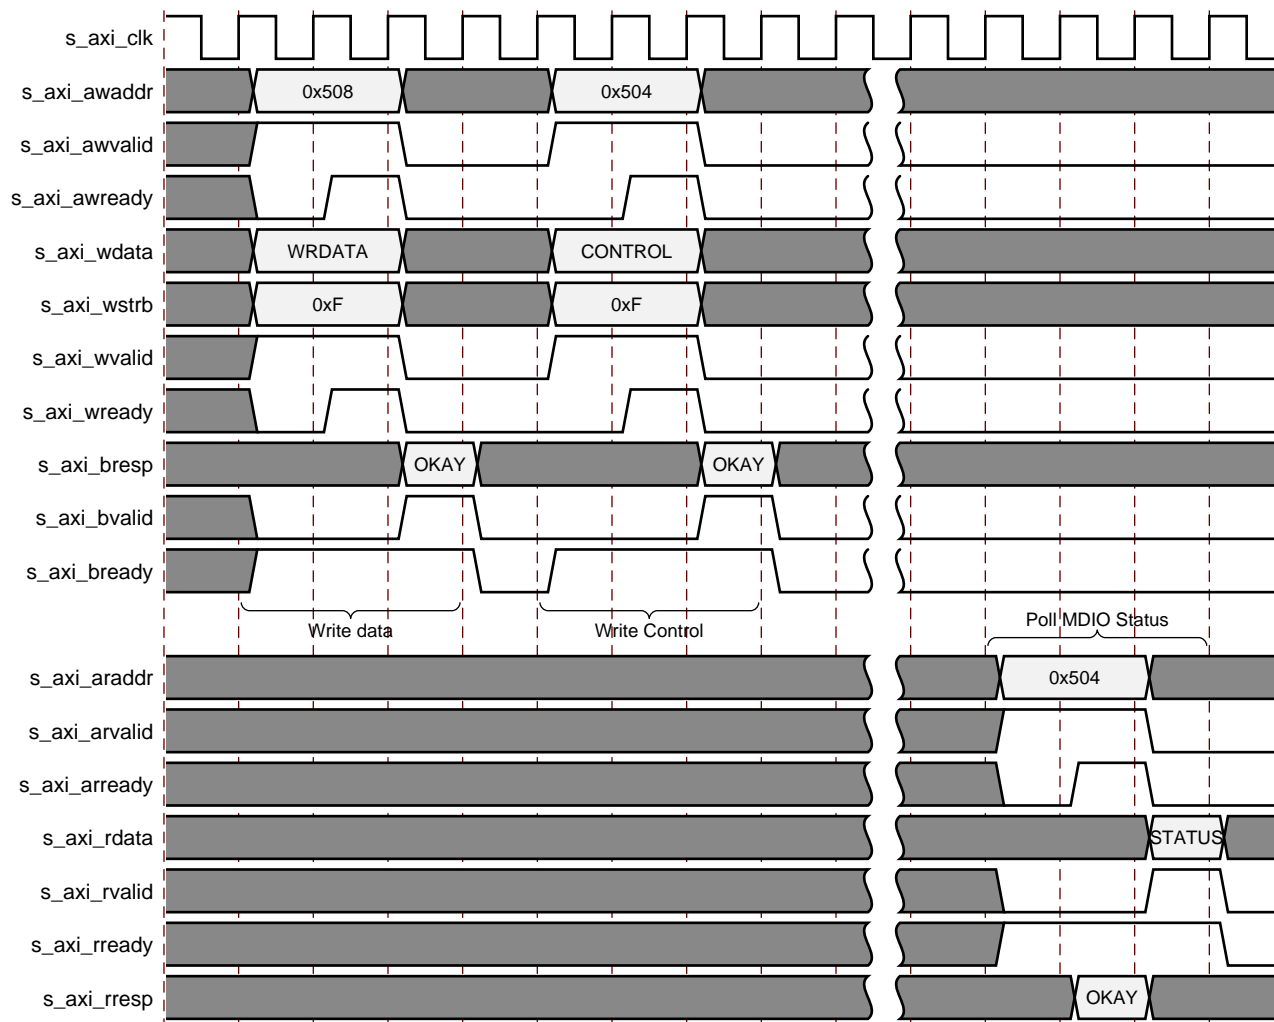 s_axi_clk
s_axi_awaddr 0x508 0x504
s_axi_awvalid
s_axi_awready
s_axi_wdata WRDATA CONTROL
s_axi_wstrb 0xF 0xF
s_axi_wvalid
s_axi_wready
s_axi_bresp OKAY OKAY
s_axi_bvalid
s_axi_bready
Write data Write Control Poll MDIO Status
s_axi_araddr 0x504
s_axi_arvalid
s_axi_arready
s_axi_rdata STATUS
s_axi_rvalid
s_axi_rready
s_axi_rresp OKAY